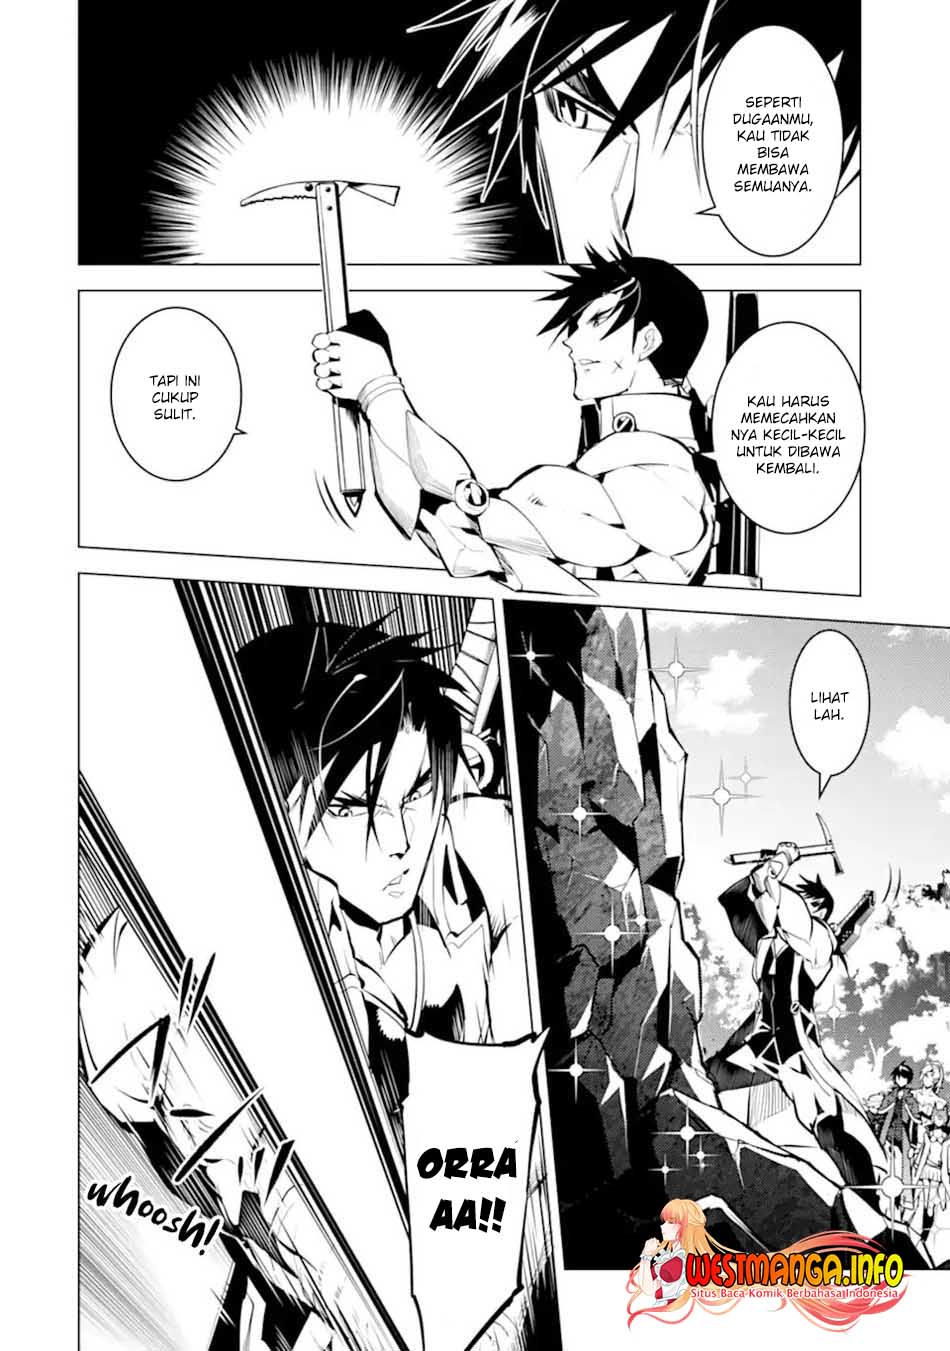 SEPERTI
DUGAANMU,
KAU TIDAK
BISA
MEMBAWA
SEMUANYA.
KAU HARUS
MEMECAHKAN
NYA KECIL-KECIL
UNTUK DIBAWA
KEMBALI.
TAPI INI
CUKUP
SULIT.
LIHAT
LAH.
ORRA
AA!!
whoosh!
WESTMANGA.INFO
Situs Baca Komik Berbahasa Indonesia